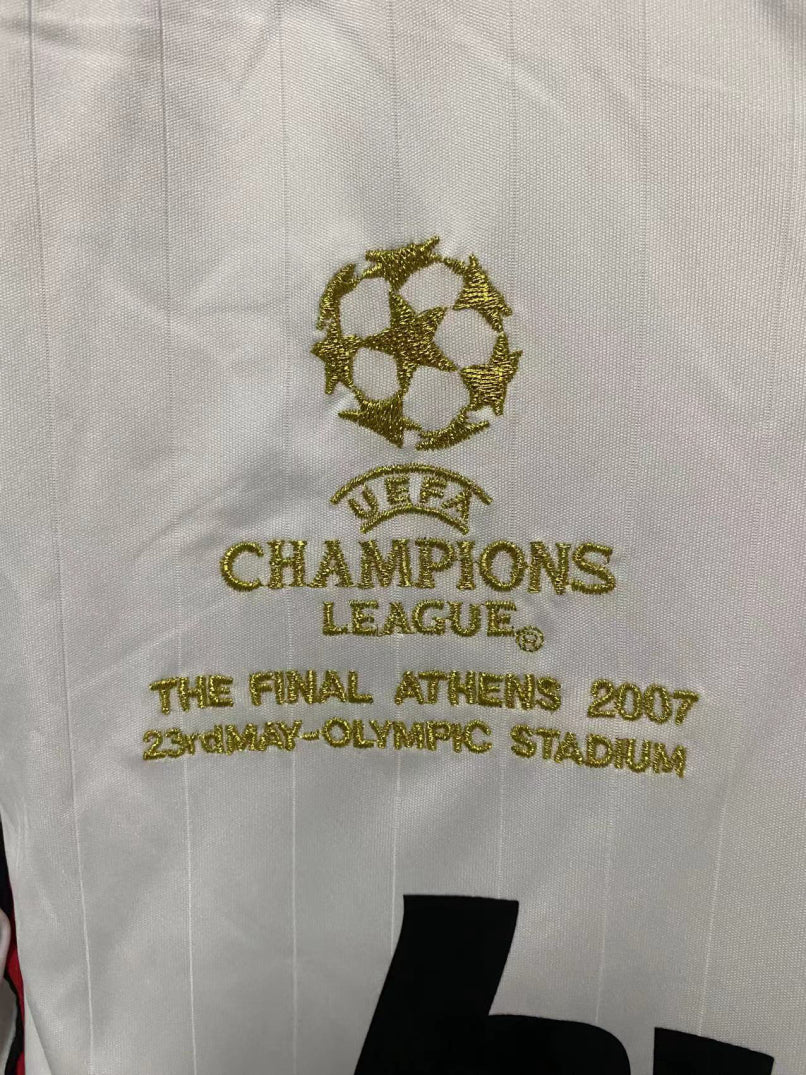 UEFA
CHAMPIONS
LEAGUE®
THE FINAL ATHENS 2007
23rdMAY-OLYMPIC STADIUM